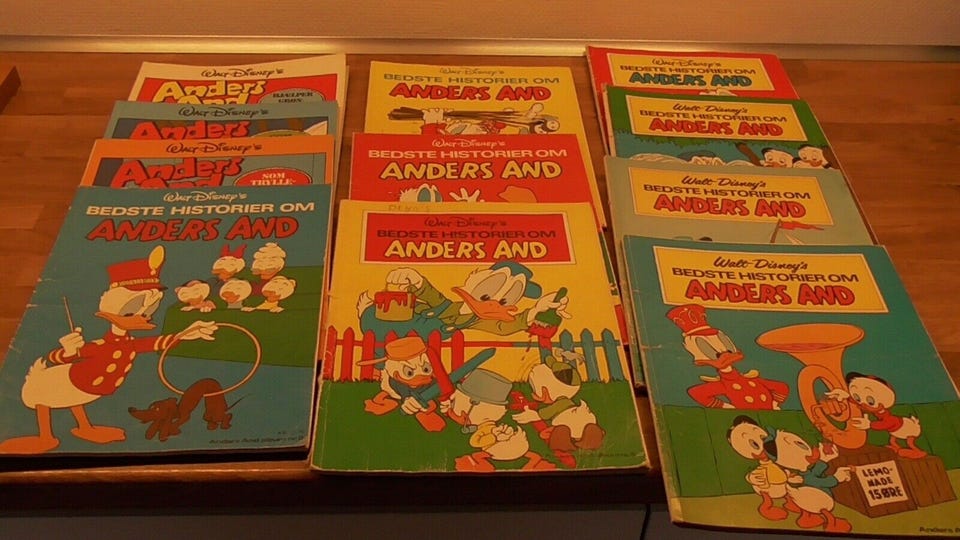 Walt Disney's
Anders
And
HJÆLPER
GRØN-
Walt Disney's
Anders
Walt Disney's
Anders
And
SOM
TRYLLE-
Walt Disney's
BEDSTE HISTORIER OM
ANDERS AND
Walt Disney's
BEDSTE HISTORIER OM
ANDERS AND
Walt Disney's
BEDSTE HISTORIER OM
ANDERS AND
Walt Disney's
BEDSTE HISTORIER OM
ANDERS AND
Walt Disney's
BEDSTE HISTORIER OM
ANDERS AND
Walt Disney's
BEDSTE HISTORIER OM
ANDERS AND
Walt Disney's
BEDSTE HISTORIER OM
ANDERS AND
Walt Disney's
BEDSTE HISTORIER OM
ANDERS AND
LEMO-
NADE
15 ØRE
Anders A